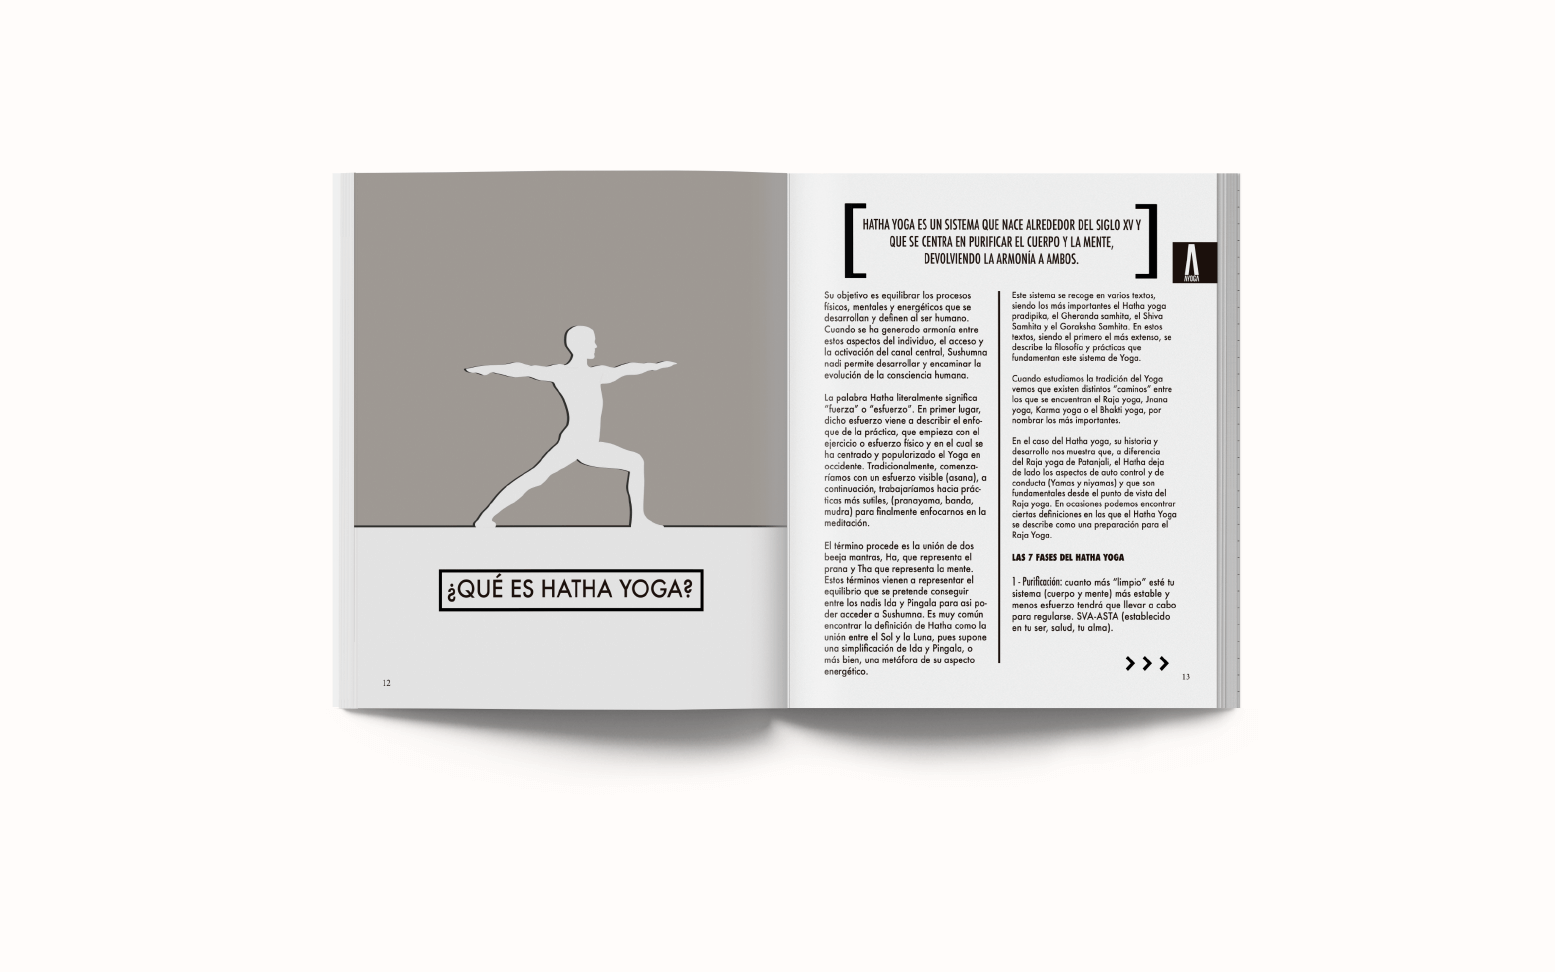 ¿QUÉ ES HATHA YOGA?
12
[HATHA YOGA ES UN SISTEMA QUE NACE ALREDEDOR DEL SIGLO XV Y
QUE SE CENTRA EN PURIFICAR EL CUERPO Y LA MENTE,
DEVOLVIENDO LA ARMONÍA A AMBOS.]
AYOGA
Su objetivo es equilibrar los procesos
físicos, mentales y energéticos que se
desarrollan y definen al ser humano.
Cuando se ha generado armonía entre
estos aspectos del individuo, el acceso y
la activación del canal central, Sushumna
nadi permite desarrollar y encaminar la
evolución de la consciencia humana.
La palabra Hatha literalmente significa
"fuerza" o "esfuerzo". En primer lugar,
dicho esfuerzo viene a describir el enfo-
que de la práctica, que empieza con el
ejercicio o esfuerzo físico y en el cual se
ha centrado y popularizado el Yoga en
occidente. Tradicionalmente, comenza-
ríamos con un esfuerzo visible (asana), a
continuación, trabajaríamos hacia prác-
ticas más sutiles, (pranayama, banda,
mudra) para finalmente enfocarnos en la
meditación.
El término procede es la unión de dos
beeja mantras, Ha, que representa el
prana y Tha que representa la mente.
Estos términos vienen a representar el
equilibrio que se pretende conseguir
entre los nadis Ida y Pingala para asi po-
der acceder a Sushumna. Es muy común
encontrar la definición de Hatha como la
unión entre el Sol y la Luna, pues supone
una simplificación de Ida y Pingala, o
más bien, una metáfora de su aspecto
energético.
Este sistema se recoge en varios textos,
siendo los más importantes el Hatha yoga
pradipika, el Gheranda samhita, el Shiva
Samhita y el Goraksha Samhita. En estos
textos, siendo el primero el más extenso, se
describe la filosofía y prácticas que
fundamentan este sistema de Yoga.
Cuando estudiamos la tradición del Yoga
vemos que existen distintos "caminos" entre
los que se encuentran el Raja yoga, Jnana
yoga, Karma yoga o el Bhakti yoga, por
nombrar los más importantes.
En el caso del Hatha yoga, su historia y
desarrollo nos muestra que, a diferencia
del Raja yoga de Patanjali, el Hatha deja
de lado los aspectos de auto control y de
conducta (Yamas y niyamas) y que son
fundamentales desde el punto de vista del
Raja yoga. En ocasiones podemos encontrar
ciertas definiciones en las que el Hatha Yoga
se describe como una preparación para el
Raja Yoga.
LAS 7 FASES DEL HATHA YOGA
1 - Purificación: cuanto más "limpio" esté tu
sistema (cuerpo y mente) más estable y
menos esfuerzo tendrá que llevar a cabo
para regularse. SVA-ASTA (establecido
en tu ser, salud, tu alma).
13